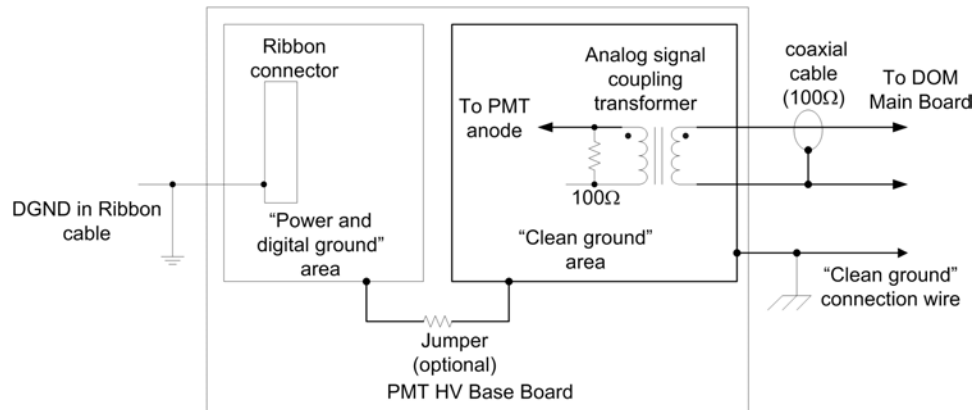 Ribbon
connector
DGND in Ribbon
cable
“Power and
digital ground”
area
To PMT
anode
Analog signal
coupling
transformer
100Ω
“Clean ground”
area
coaxial
cable
(100Ω)
To DOM
Main Board
“Clean ground”
connection wire
Jumper
(optional)
PMT HV Base Board